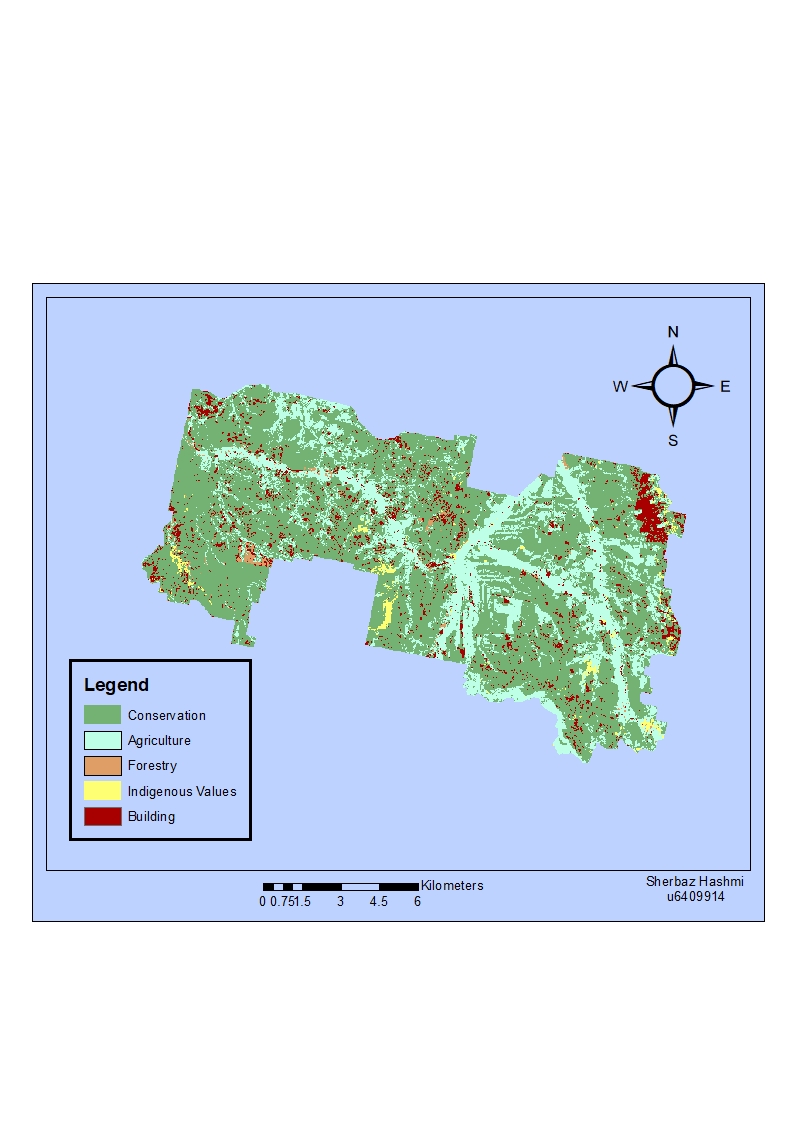 N
W E
S
Legend
Conservation
Agriculture
Forestry
Indigenous Values
Building
Kilometers
0 0.751.5 3 4.5 6
Sherbaz Hashmi
u6409914